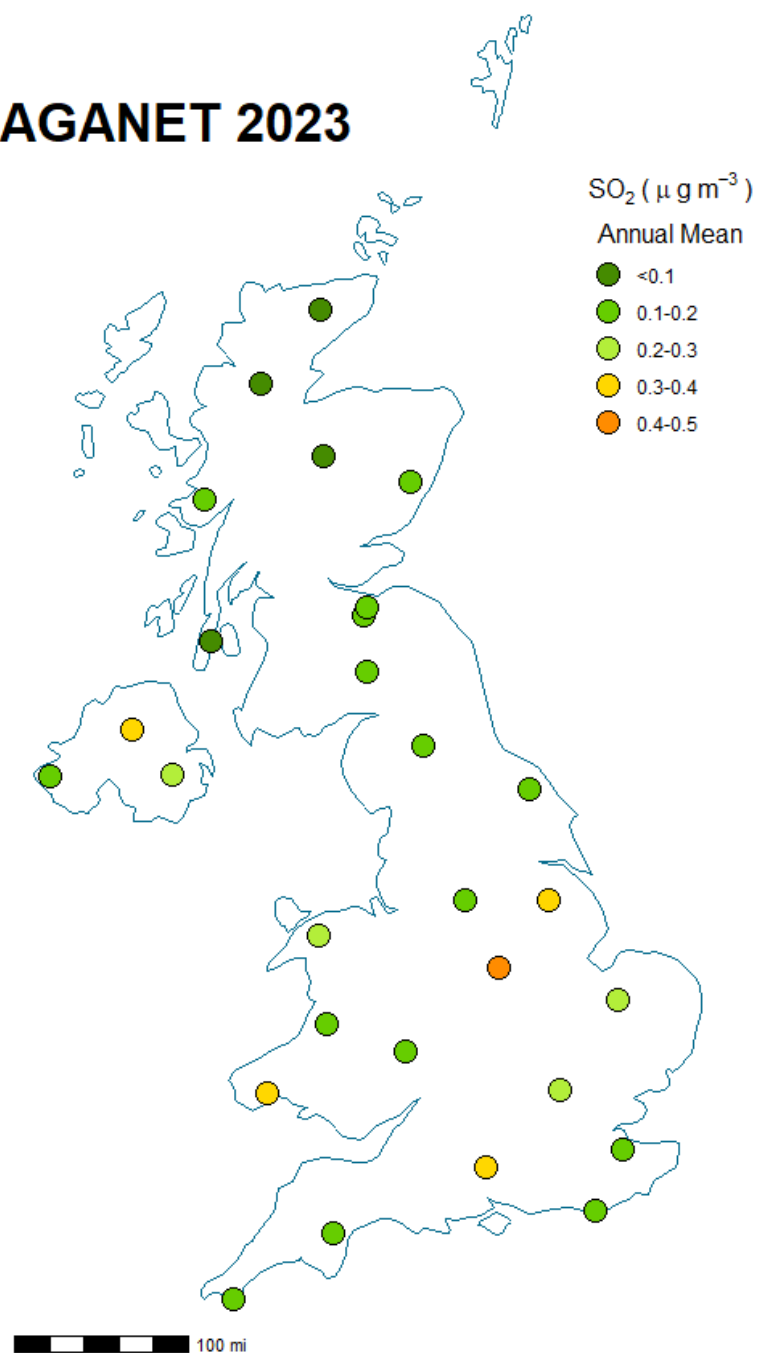 AGANET 2023
SO₂ ( μ g m⁻³ )
Annual Mean
<0.1
0.1-0.2
0.2-0.3
0.3-0.4
0.4-0.5
100 mi